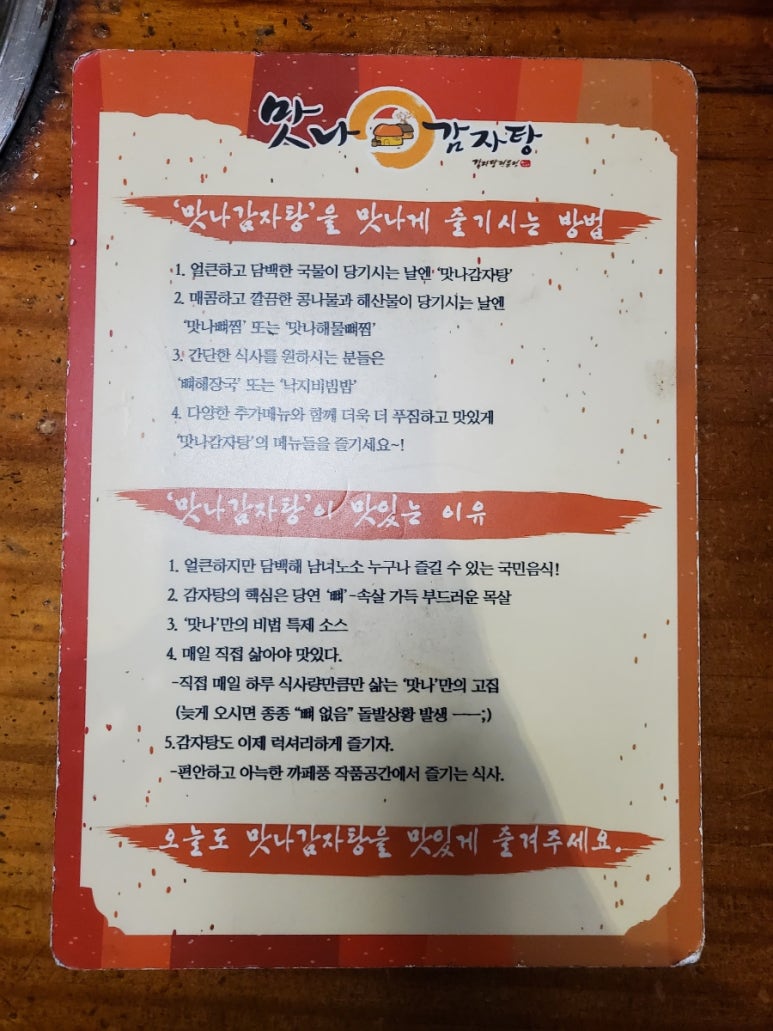 맛나감자탕
감자탕전문점
'맛나감자탕'을 맛나게 즐기시는 방법
1. 얼큰하고 담백한 국물이 당기시는 날엔 '맛나감자탕'
2. 매콤하고 깔끔한 콩나물과 해산물이 당기시는 날엔
'맛나뼈찜' 또는 '맛나해물뼈찜'
3. 간단한 식사를 원하서는 분들은
'뼈해장국' 또는 '낙지비빔밥'
4. 다양한 추가메뉴와 함께 더욱 더 푸짐하고 맛있게
'맛나감자탕'의 메뉴들을 즐기세요~!
'맛나감자탕'이 맛있는 이유
1. 얼큰하지만 담백해 남녀노소 누구나 즐길 수 있는 국민음식!
2. 감자탕의 핵심은 당연 '뼈'-속살 가득 부드러운 목살
3. '맛나'만의 비법 특제 소스
4. 매일 직접 삶아야 맛있다.
-직접 매일 하루 식사량만큼만 삶는 '맛나'만의 고집
(늦게 오시면 종종 "뼈 없음" 돌발상황 발생 ──;)
5.감자탕도 이제 럭셔리하게 즐기자.
-편안하고 아늑한 까페풍 작품공간에서 즐기는 식사.
오늘도 맛나감자탕을 맛있게 즐겨주세요.